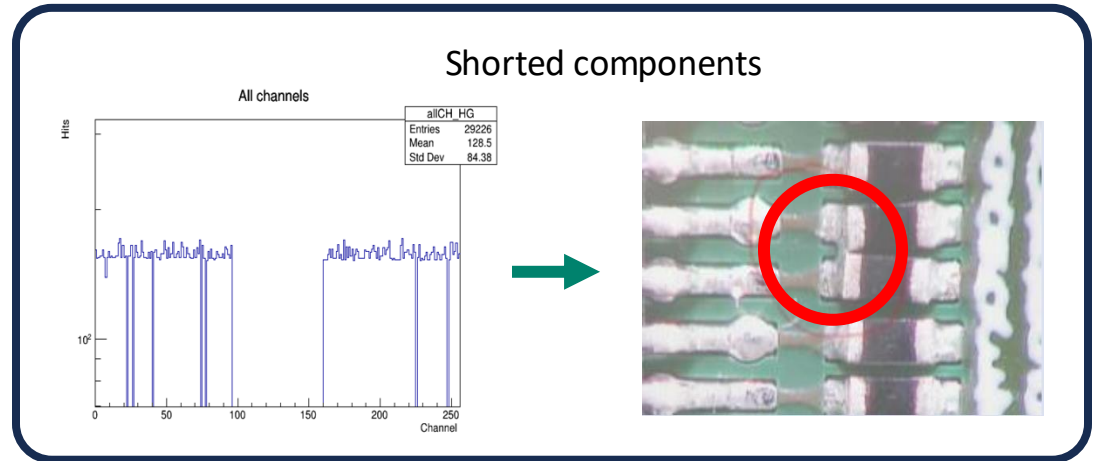 Shorted components
All channels
allCH_HG
Entries 29226
Mean 128.5
Std Dev 84.38
Hits
10²
0 50 100 150 200 250
Channel